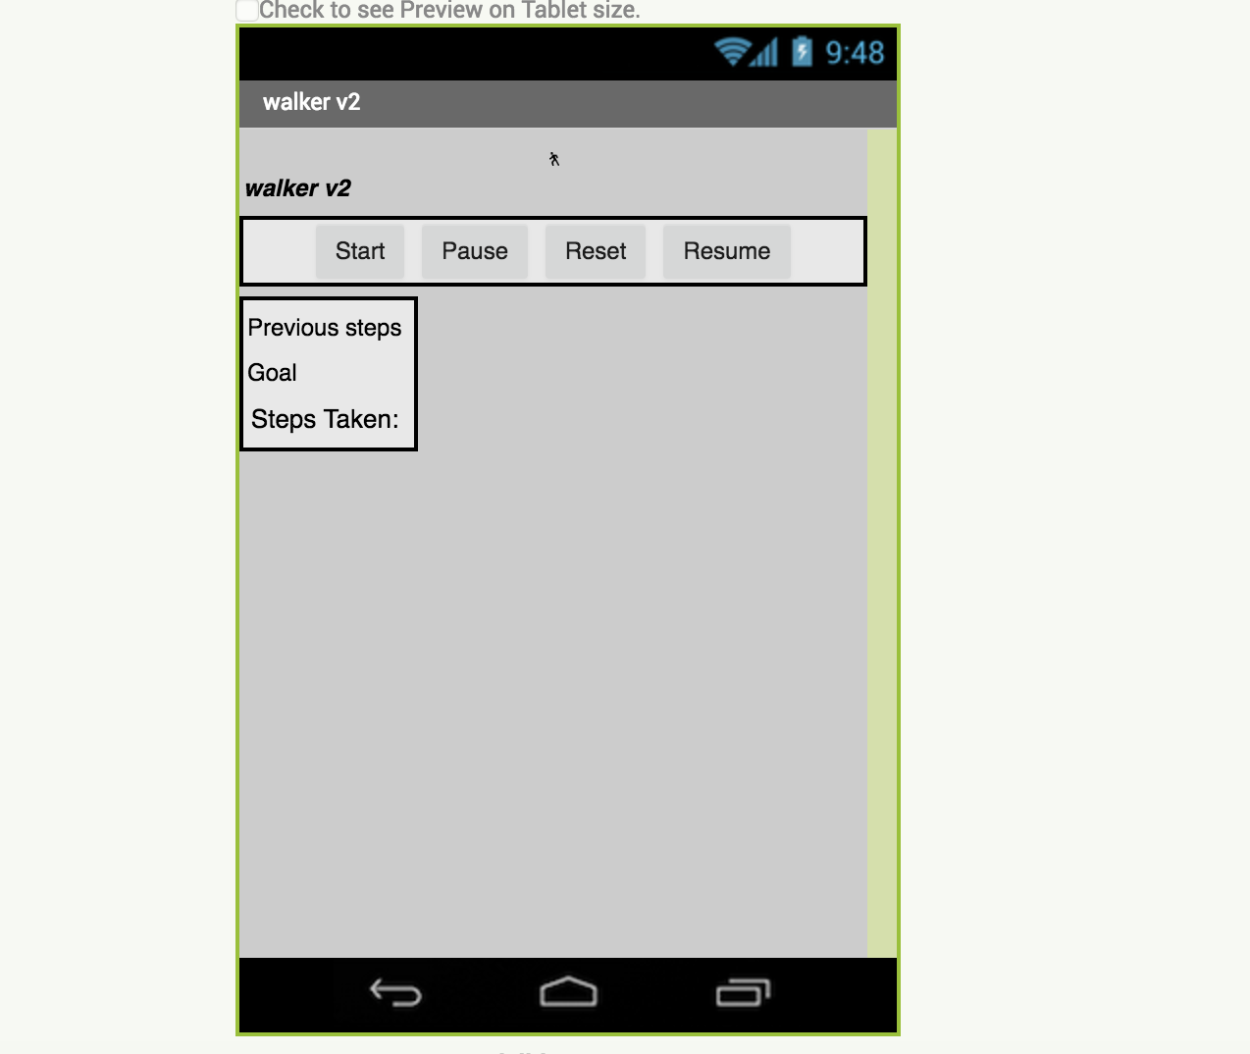 Check to see Preview on Tablet size.
9:48
walker v2
walker v2
Start Pause Reset Resume
Previous steps
Goal
Steps Taken: